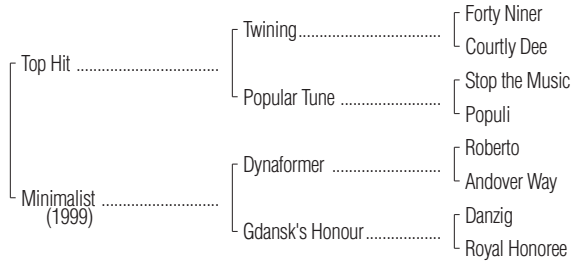 Forty Niner
Twining
Courtly Dee
Top Hit
Stop the Music
Popular Tune
Populi
Roberto
Dynaformer
Andover Way
Minimalist
(1999)
Danzig
Gdansk's Honour
Royal Honoree